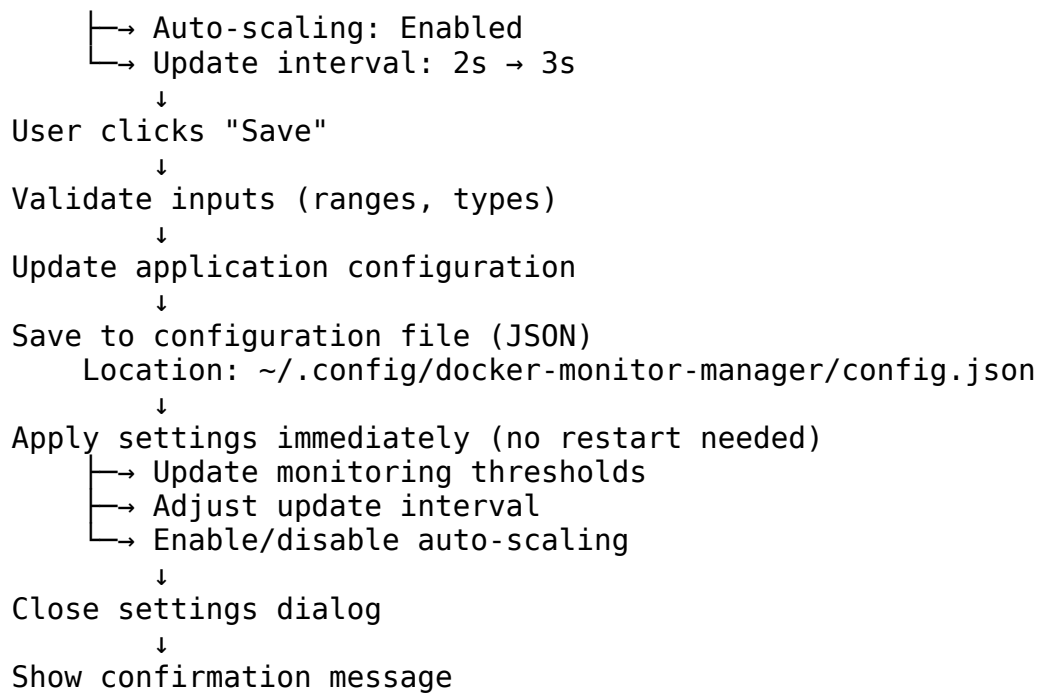 ├─→ Auto-scaling: Enabled
└─→ Update interval: 2s → 3s
↓
User clicks "Save"
↓
Validate inputs (ranges, types)
↓
Update application configuration
↓
Save to configuration file (JSON)
Location: ~/.config/docker-monitor-manager/config.json
↓
Apply settings immediately (no restart needed)
├─→ Update monitoring thresholds
├─→ Adjust update interval
└─→ Enable/disable auto-scaling
↓
Close settings dialog
↓
Show confirmation message